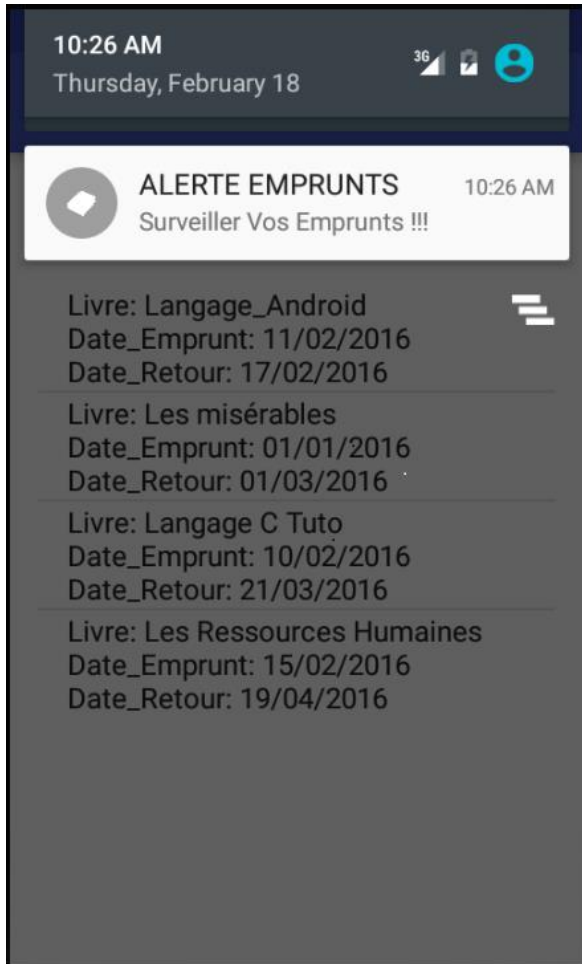 10:26 AM
Thursday, February 18
3G
ALERTE EMPRUNTS 10:26 AM
Surveiller Vos Emprunts !!!
Livre: Langage_Android
Date_Emprunt: 11/02/2016
Date_Retour: 17/02/2016
Livre: Les misérables
Date_Emprunt: 01/01/2016
Date_Retour: 01/03/2016
Livre: Langage C Tuto
Date_Emprunt: 10/02/2016
Date_Retour: 21/03/2016
Livre: Les Ressources Humaines
Date_Emprunt: 15/02/2016
Date_Retour: 19/04/2016